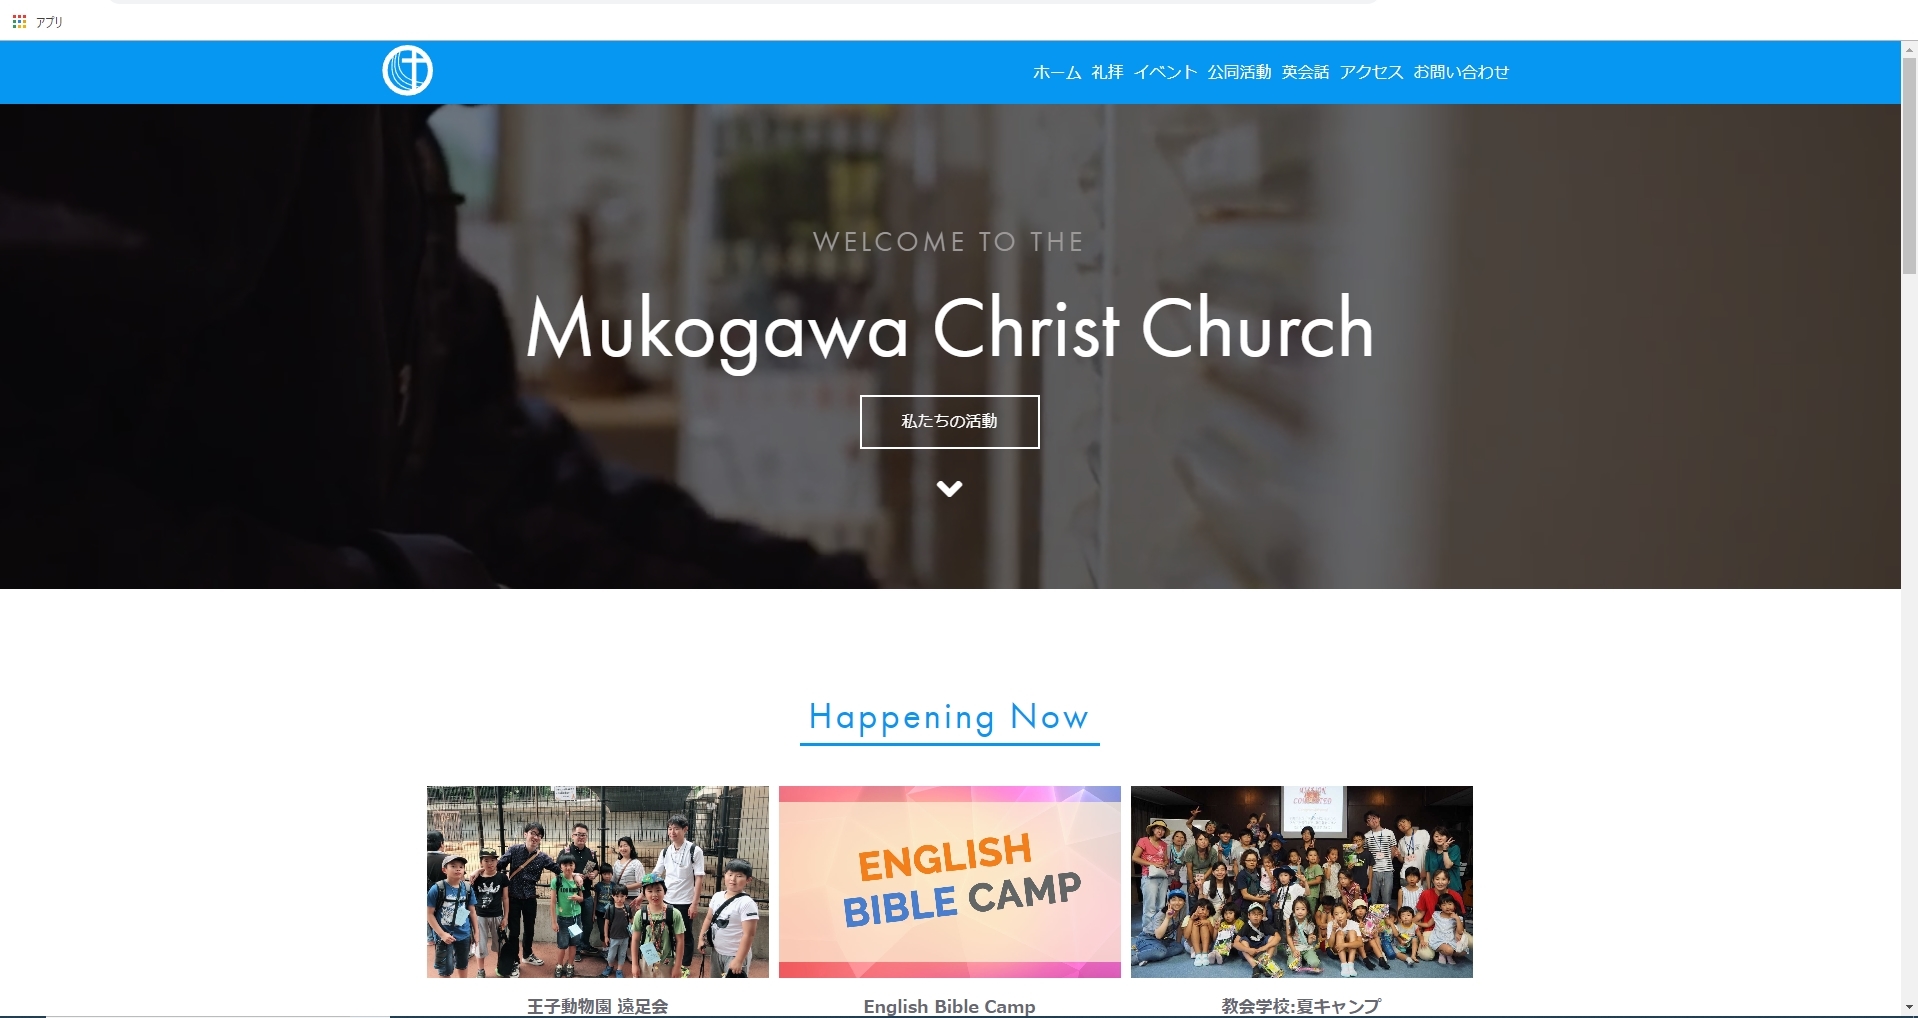 アプリ
ホーム 礼拝 イベント 公同活動 英会話 アクセス お問い合わせ
WELCOME TO THE
Mukogawa Christ Church
私たちの活動
Happening Now
ENGLISH
BIBLE CAMP
MISSION
COMPLETED
王子動物園 遠足会
English Bible Camp
教会学校:夏キャンプ